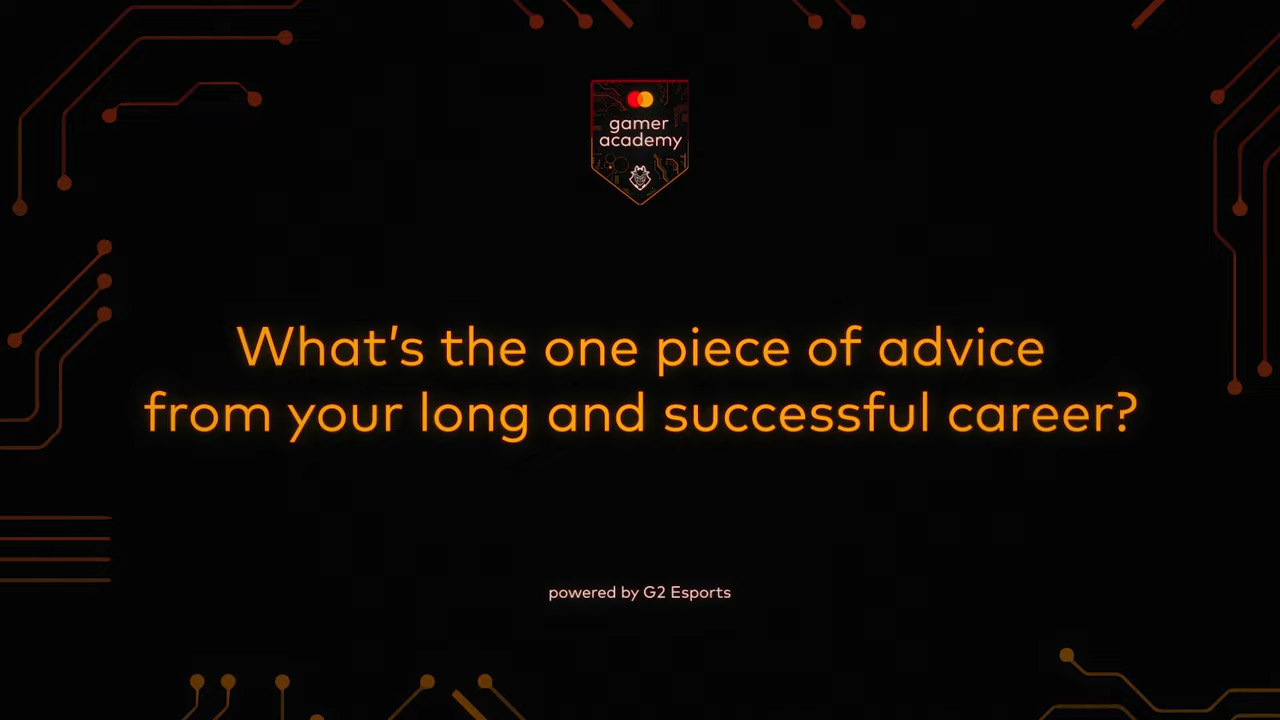 gamer
academy
What's the one piece of advice
from your long and successful career?
powered by G2 Esports